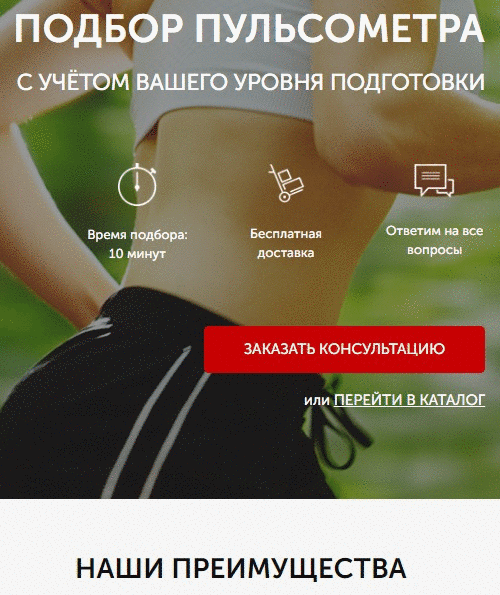 ПОДБОР ПУЛЬСОМЕТРА
С УЧЁТОМ ВАШЕГО УРОВНЯ ПОДГОТОВКИ
Время подбора:
10 минут
Бесплатная
доставка
Ответим на все
вопросы
ЗАКАЗАТЬ КОНСУЛЬТАЦИЮ
или ПЕРЕЙТИ В КАТАЛОГ
НАШИ ПРЕИМУЩЕСТВА